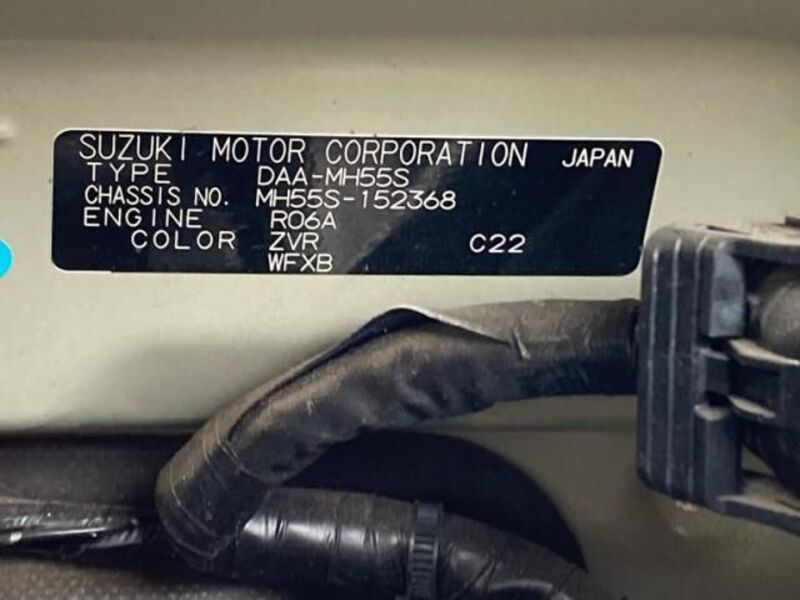 SUZUKI MOTOR CORPORATION JAPAN
TYPE DAA-MH55S
CHASSIS NO. MH55S-152368
ENGINE R06A
COLOR ZVR C22
WFXB